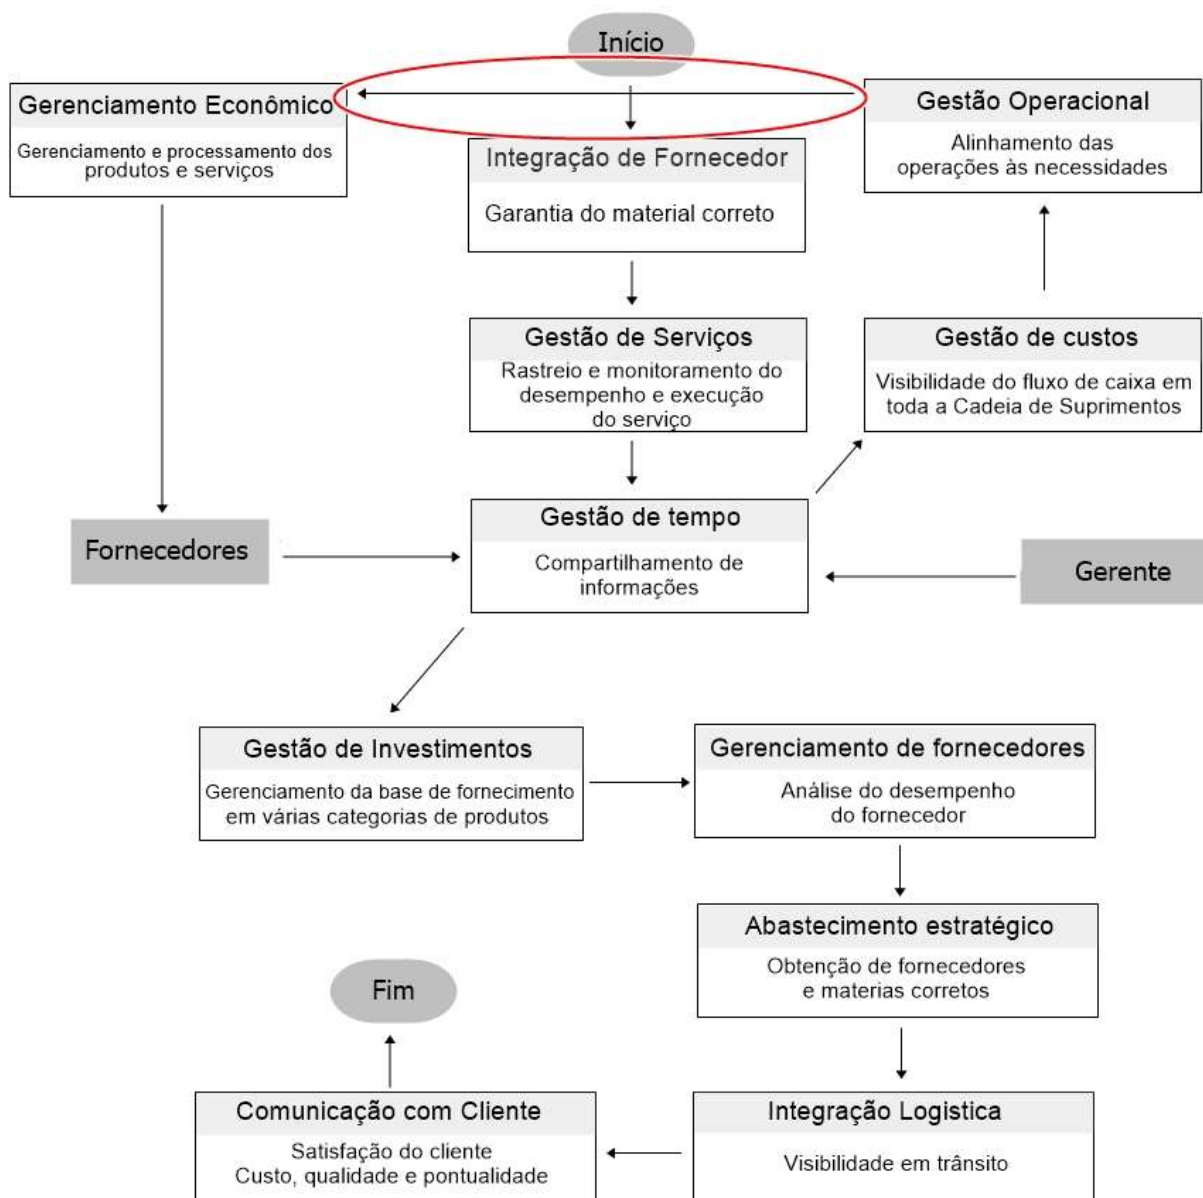 Início
Gerenciamento Econômico
Gerenciamento e processamento dos
produtos e serviços
Integração de Fornecedor
Garantia do material correto
Gestão Operacional
Alinhamento das
operações às necessidades
Gestão de Serviços
Rastreio e monitoramento do
desempenho e execução
do serviço
Gestão de custos
Visibilidade do fluxo de caixa em
toda a Cadeia de Suprimentos
Fornecedores
Gestão de tempo
Compartilhamento de
informações
Gerente
Gestão de Investimentos
Gerenciamento da base de fornecimento
em várias categorias de produtos
Gerenciamento de fornecedores
Análise do desempenho
do fornecedor
Abastecimento estratégico
Obtenção de fornecedores
e materias corretos
Fim
Comunicação com Cliente
Satisfação do cliente
Custo, qualidade e pontualidade
Integração Logistica
Visibilidade em trânsito